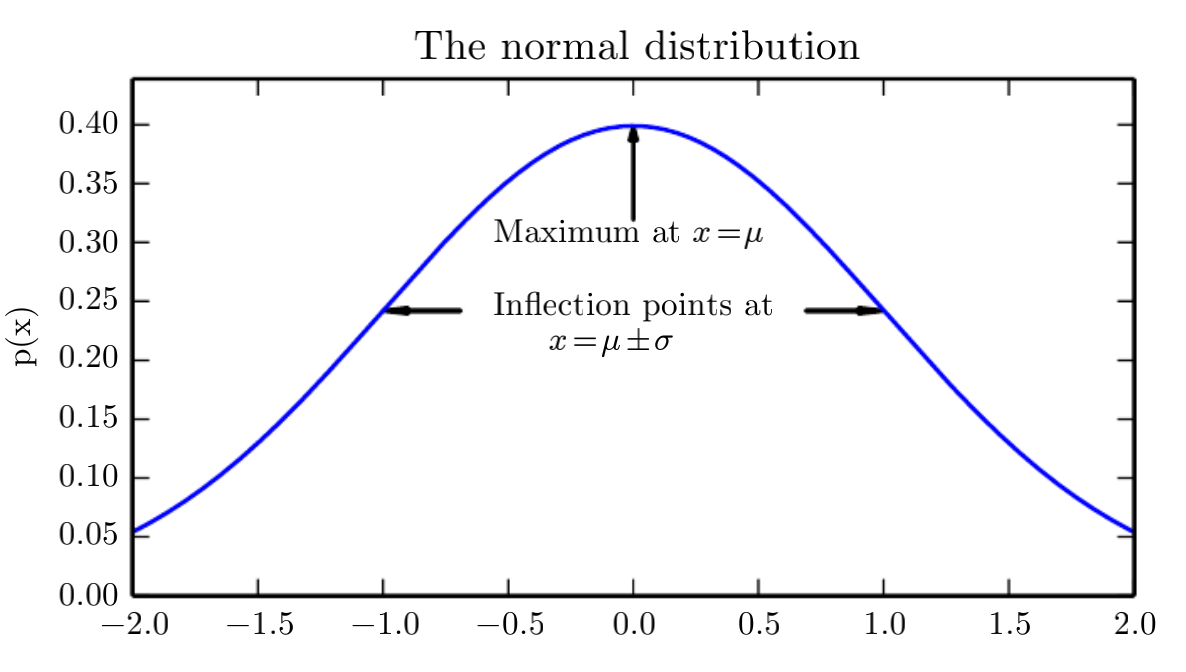 The normal distribution
p(x)
0.40
0.35
0.30
0.25
0.20
0.15
0.10
0.05
0.00
Maximum at x=μ
Inflection points at
x=μ±σ
−2.0 −1.5 −1.0 −0.5 0.0 0.5 1.0 1.5 2.0